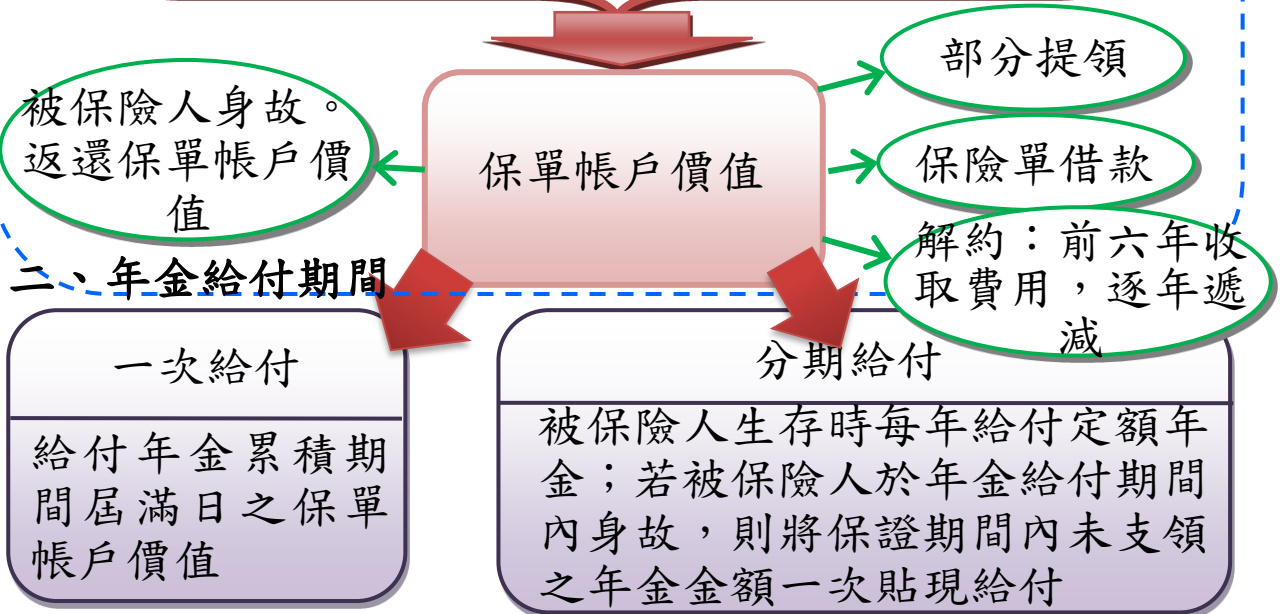 部分提領
被保險人身故。
返還保單帳戶價
值
保單帳戶價值
保險單借款
解約：前六年收
取費用，逐年遞
減
二、年金給付期間
一次給付
給付年金累積期
間屆滿日之保單
帳戶價值
分期給付
被保險人生存時每年給付定額年
金；若被保險人於年金給付期間
內身故，則將保證期間內未支領
之年金金額一次貼現給付